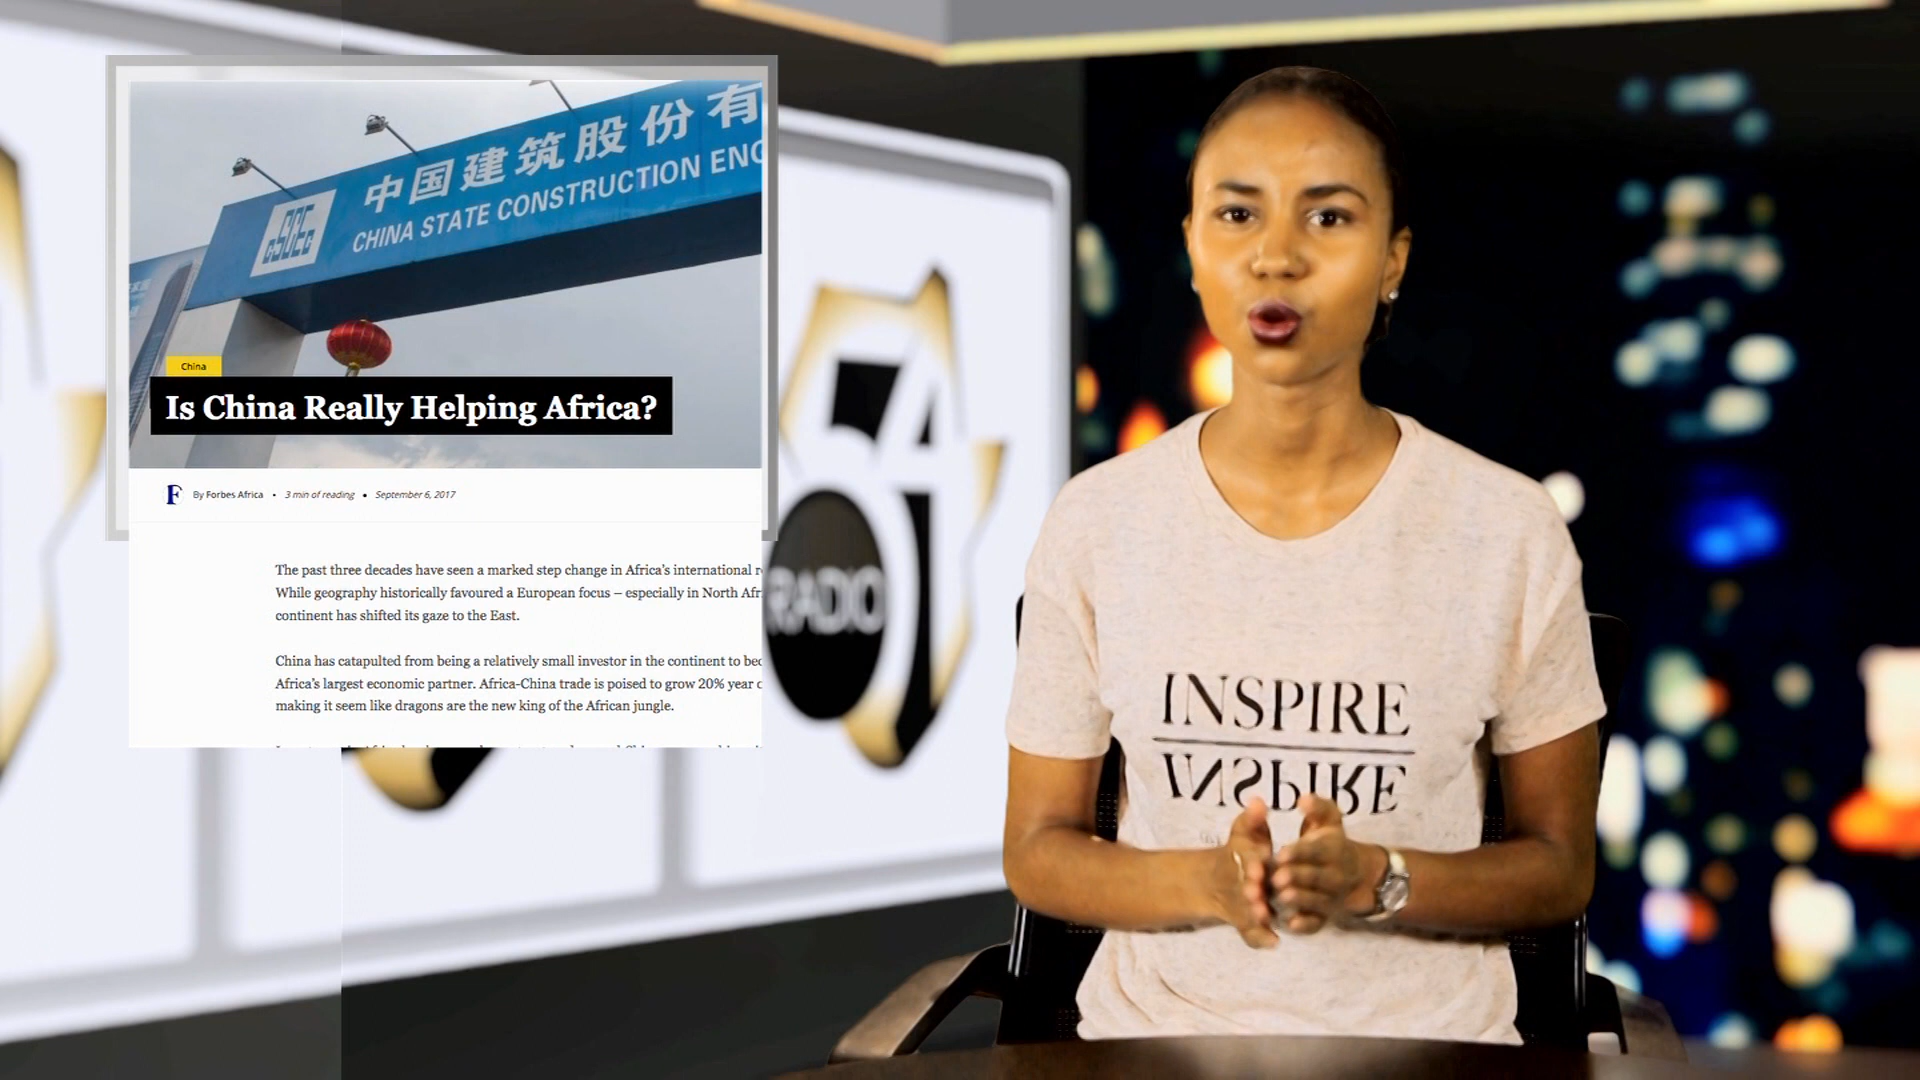 中国建筑股份有
CHINA STATE CONSTRUCTION ENG
CSCEC
China
Is China Really Helping Africa?
F By Forbes Africa • 3 min of reading • September 6, 2017
The past three decades have seen a marked step change in Africa's international r
While geography historically favoured a European focus – especially in North Afr
continent has shifted its gaze to the East.
China has catapulted from being a relatively small investor in the continent to bec
Africa's largest economic partner. Africa-China trade is poised to grow 20% year
making it seem like dragons are the new king of the African jungle.
54
RADIO
INSPIRE
INSPIRE